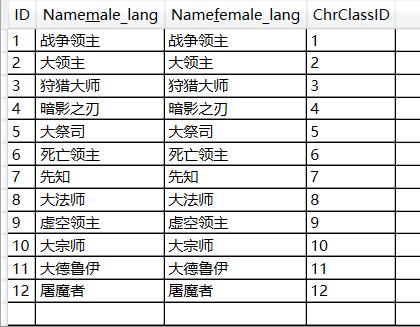 ID Namemale_lang Namefemale_lang ChrClassID
1 战争领主 战争领主 1
2 大领主 大领主 2
3 狩猎大师 狩猎大师 3
4 暗影之刃 暗影之刃 4
5 大祭司 大祭司 5
6 死亡领主 死亡领主 6
7 先知 先知 7
8 大法师 大法师 8
9 虚空领主 虚空领主 9
10 大宗师 大宗师 10
11 大德鲁伊 大德鲁伊 11
12 屠魔者 屠魔者 12